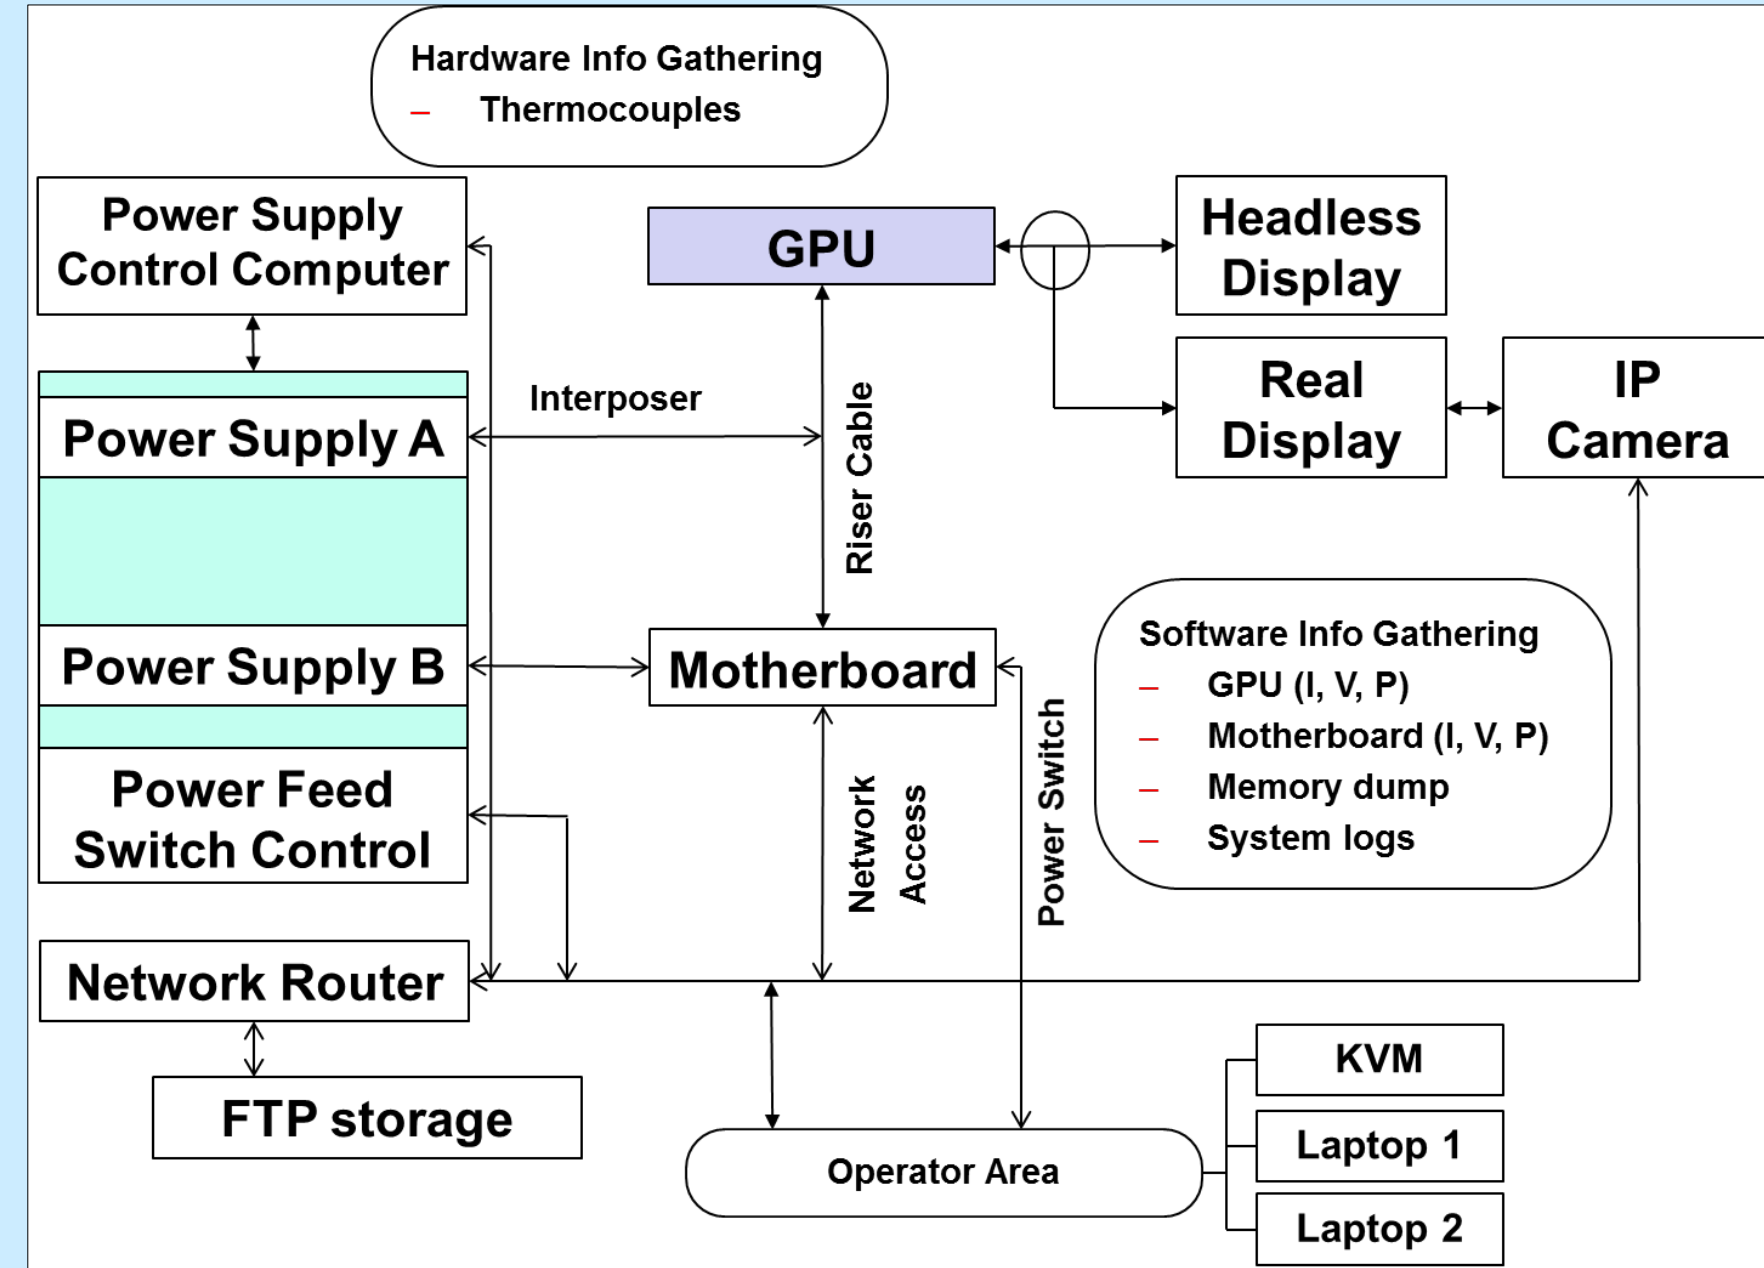 Hardware Info Gathering
– Thermocouples
Power Supply
Control Computer
GPU
Headless
Display
Real
Display
IP
Camera
Interposer
Riser Cable
Power Supply A
Power Supply B
Motherboard
Power Feed
Switch Control
Network
Access
Power Switch
Software Info Gathering
– GPU (I, V, P)
– Motherboard (I, V, P)
– Memory dump
– System logs
Network Router
FTP storage
Operator Area
KVM
Laptop 1
Laptop 2